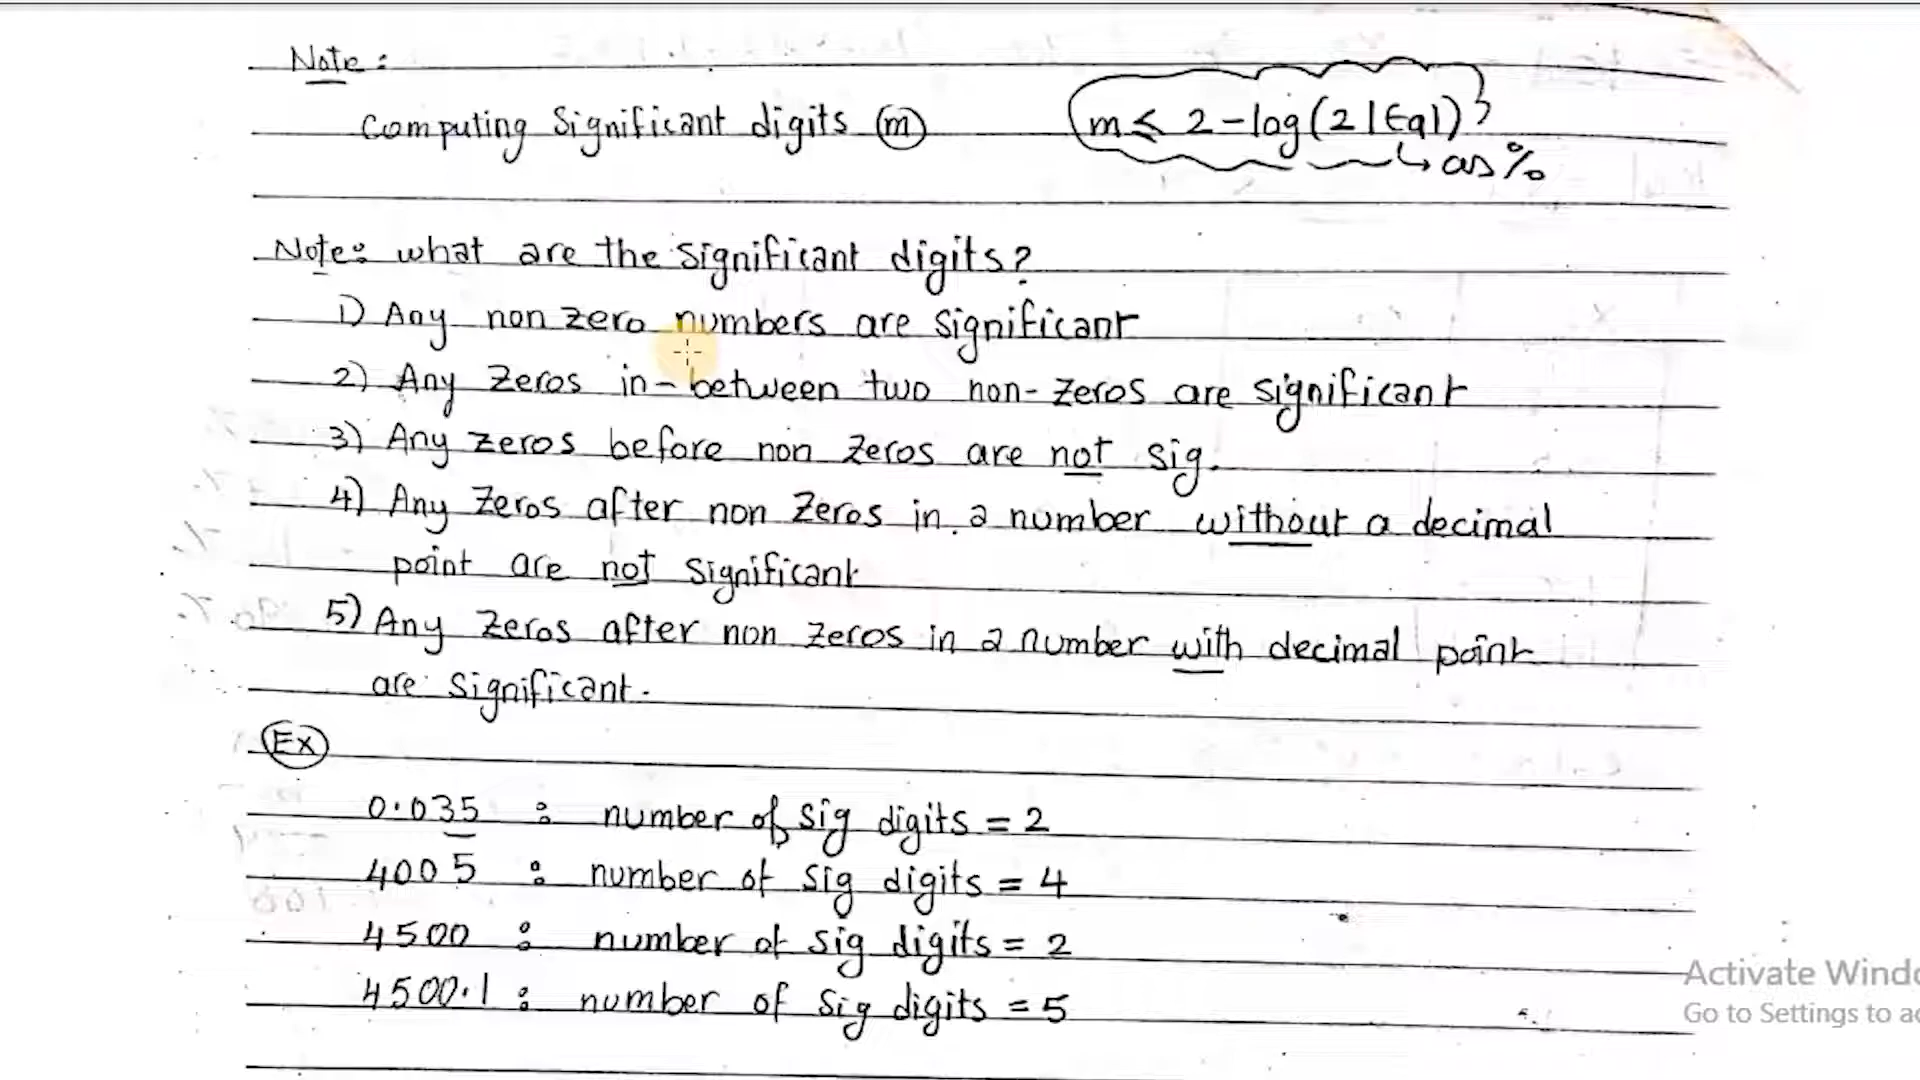 Note:
Computing Significant digits (m)
m ≤ 2 - log(2|εa|)
↳ as %
Note: what are the significant digits?
1) Any non zero numbers are significant
2) Any zeros in-between two non-zeros are significant
3) Any zeros before non zeros are not sig.
4) Any zeros after non zeros in a number without a decimal
point are not significant
5) Any zeros after non zeros in a number with decimal point
are significant.
Ex
0.035 : number of sig digits = 2
4005 : number of sig digits = 4
4500 : number of sig digits = 2
4500.1 : number of sig digits = 5
Activate Windo
Go to Settings to ac